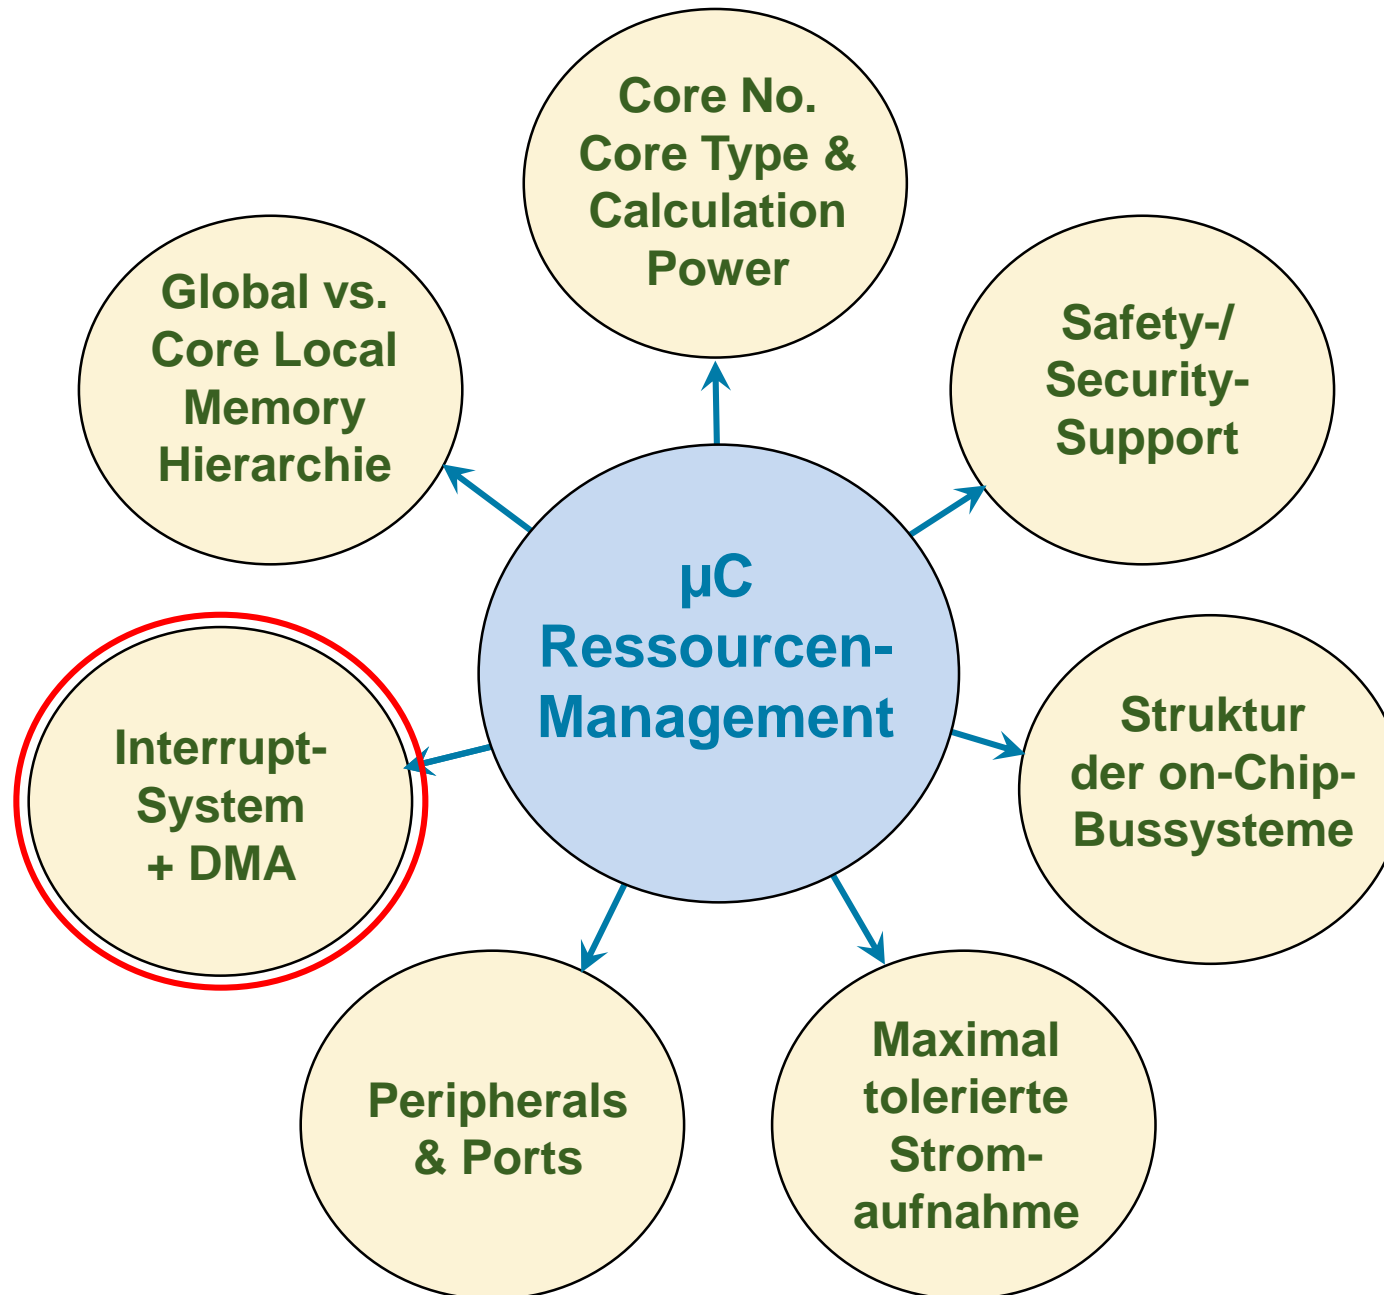 Core No.
Core Type &
Calculation
Power
Global vs.
Core Local
Memory
Hierarchie
Safety-/
Security-
Support
µC
Ressourcen-
Management
Interrupt-
System
+ DMA
Struktur
der on-Chip-
Bussysteme
Peripherals
& Ports
Maximal
tolerierte
Strom-
aufnahme